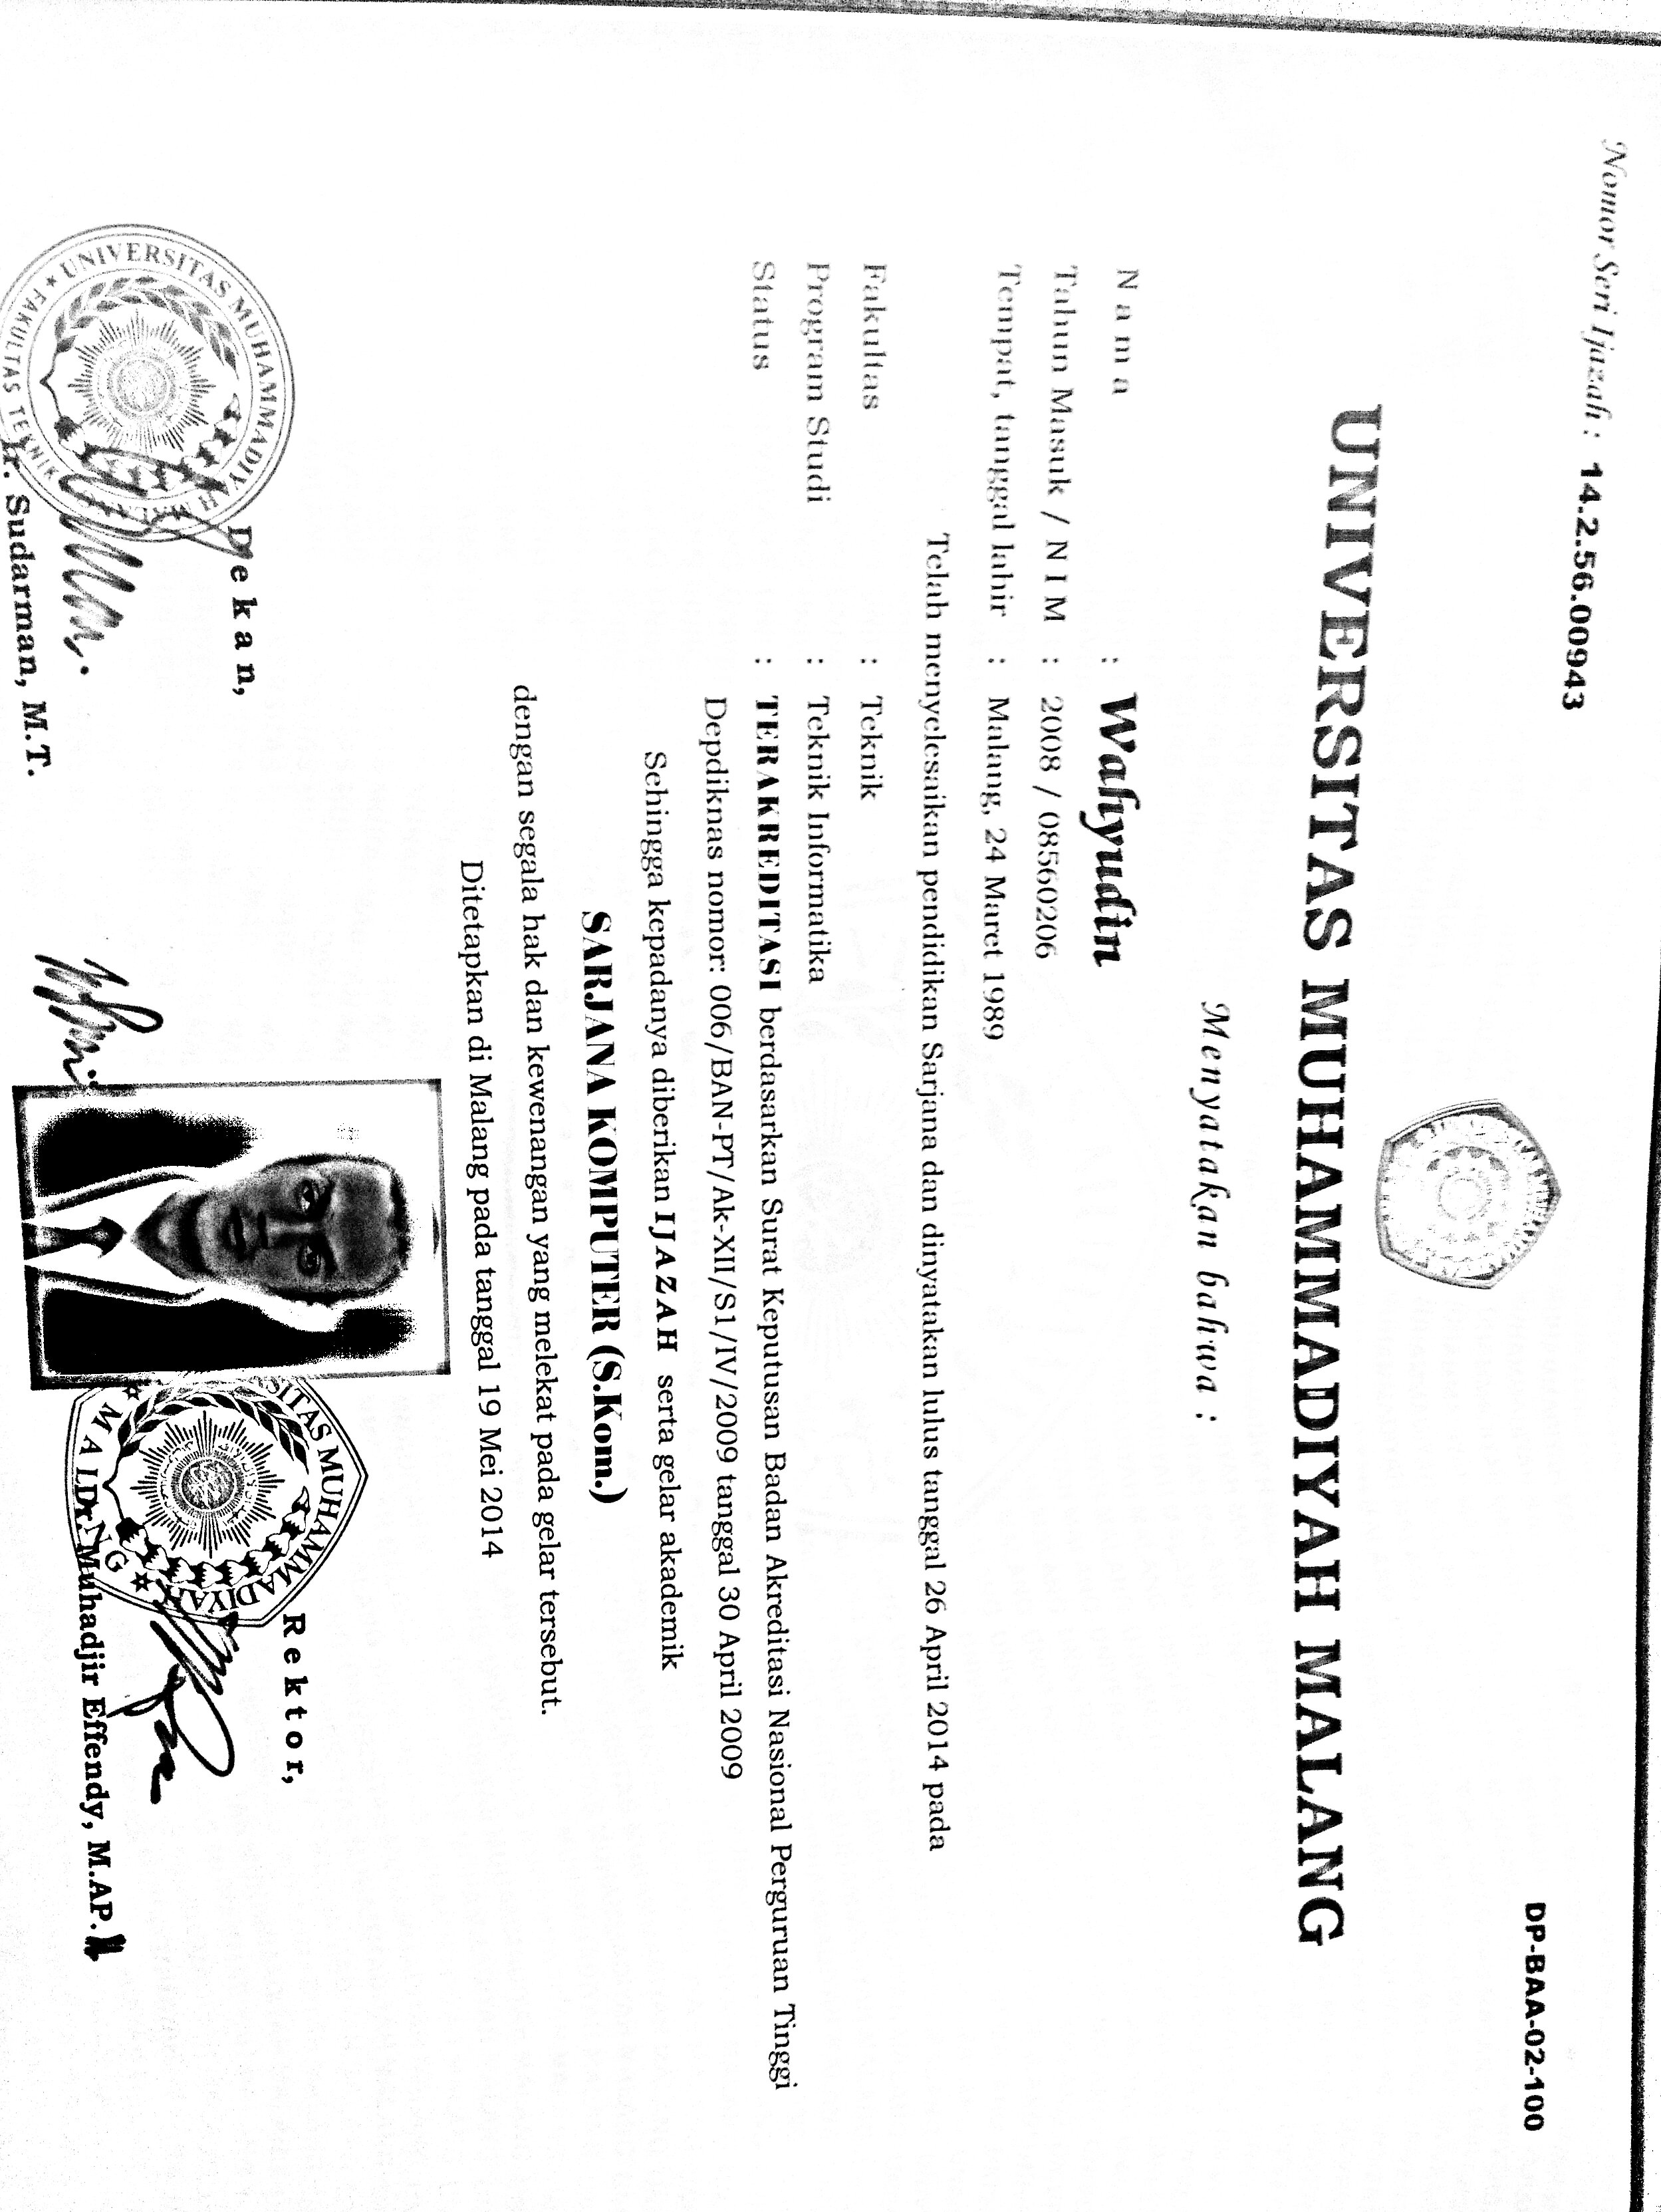 Nomor Seri Ijazah : 14.2.56.00943
DP-BAA-02-100
UNIVERSITAS MUHAMMADIYAH MALANG
Menyatakan bahwa :
N a m a : Wahyudin
Tahun Masuk / N I M : 2008 / 08560206
Tempat, tanggal lahir : Malang, 24 Maret 1989
Telah menyelesaikan pendidikan Sarjana dan dinyatakan lulus tanggal 26 April 2014 pada
Fakultas : Teknik
Program Studi : Teknik Informatika
Status : TERAKREDITASI berdasarkan Surat Keputusan Badan Akreditasi Nasional Perguruan Tinggi
Depdiknas nomor: 006/BAN-PT/Ak-XII/S1/IV/2009 tanggal 30 April 2009
Sehingga kepadanya diberikan IJAZAH serta gelar akademik
SARJANA KOMPUTER (S.Kom.)
dengan segala hak dan kewenangan yang melekat pada gelar tersebut.
Ditetapkan di Malang pada tanggal 19 Mei 2014
D e k a n,
R e k t o r,
UNIVERSITAS MUHAMMADIYAH
FAKULTAS TEKNIK
SITAS MUHAMMADIYAH
MALANG
Sudarman, M.T.
Dr. Muhadjir Effendy, M.AP.